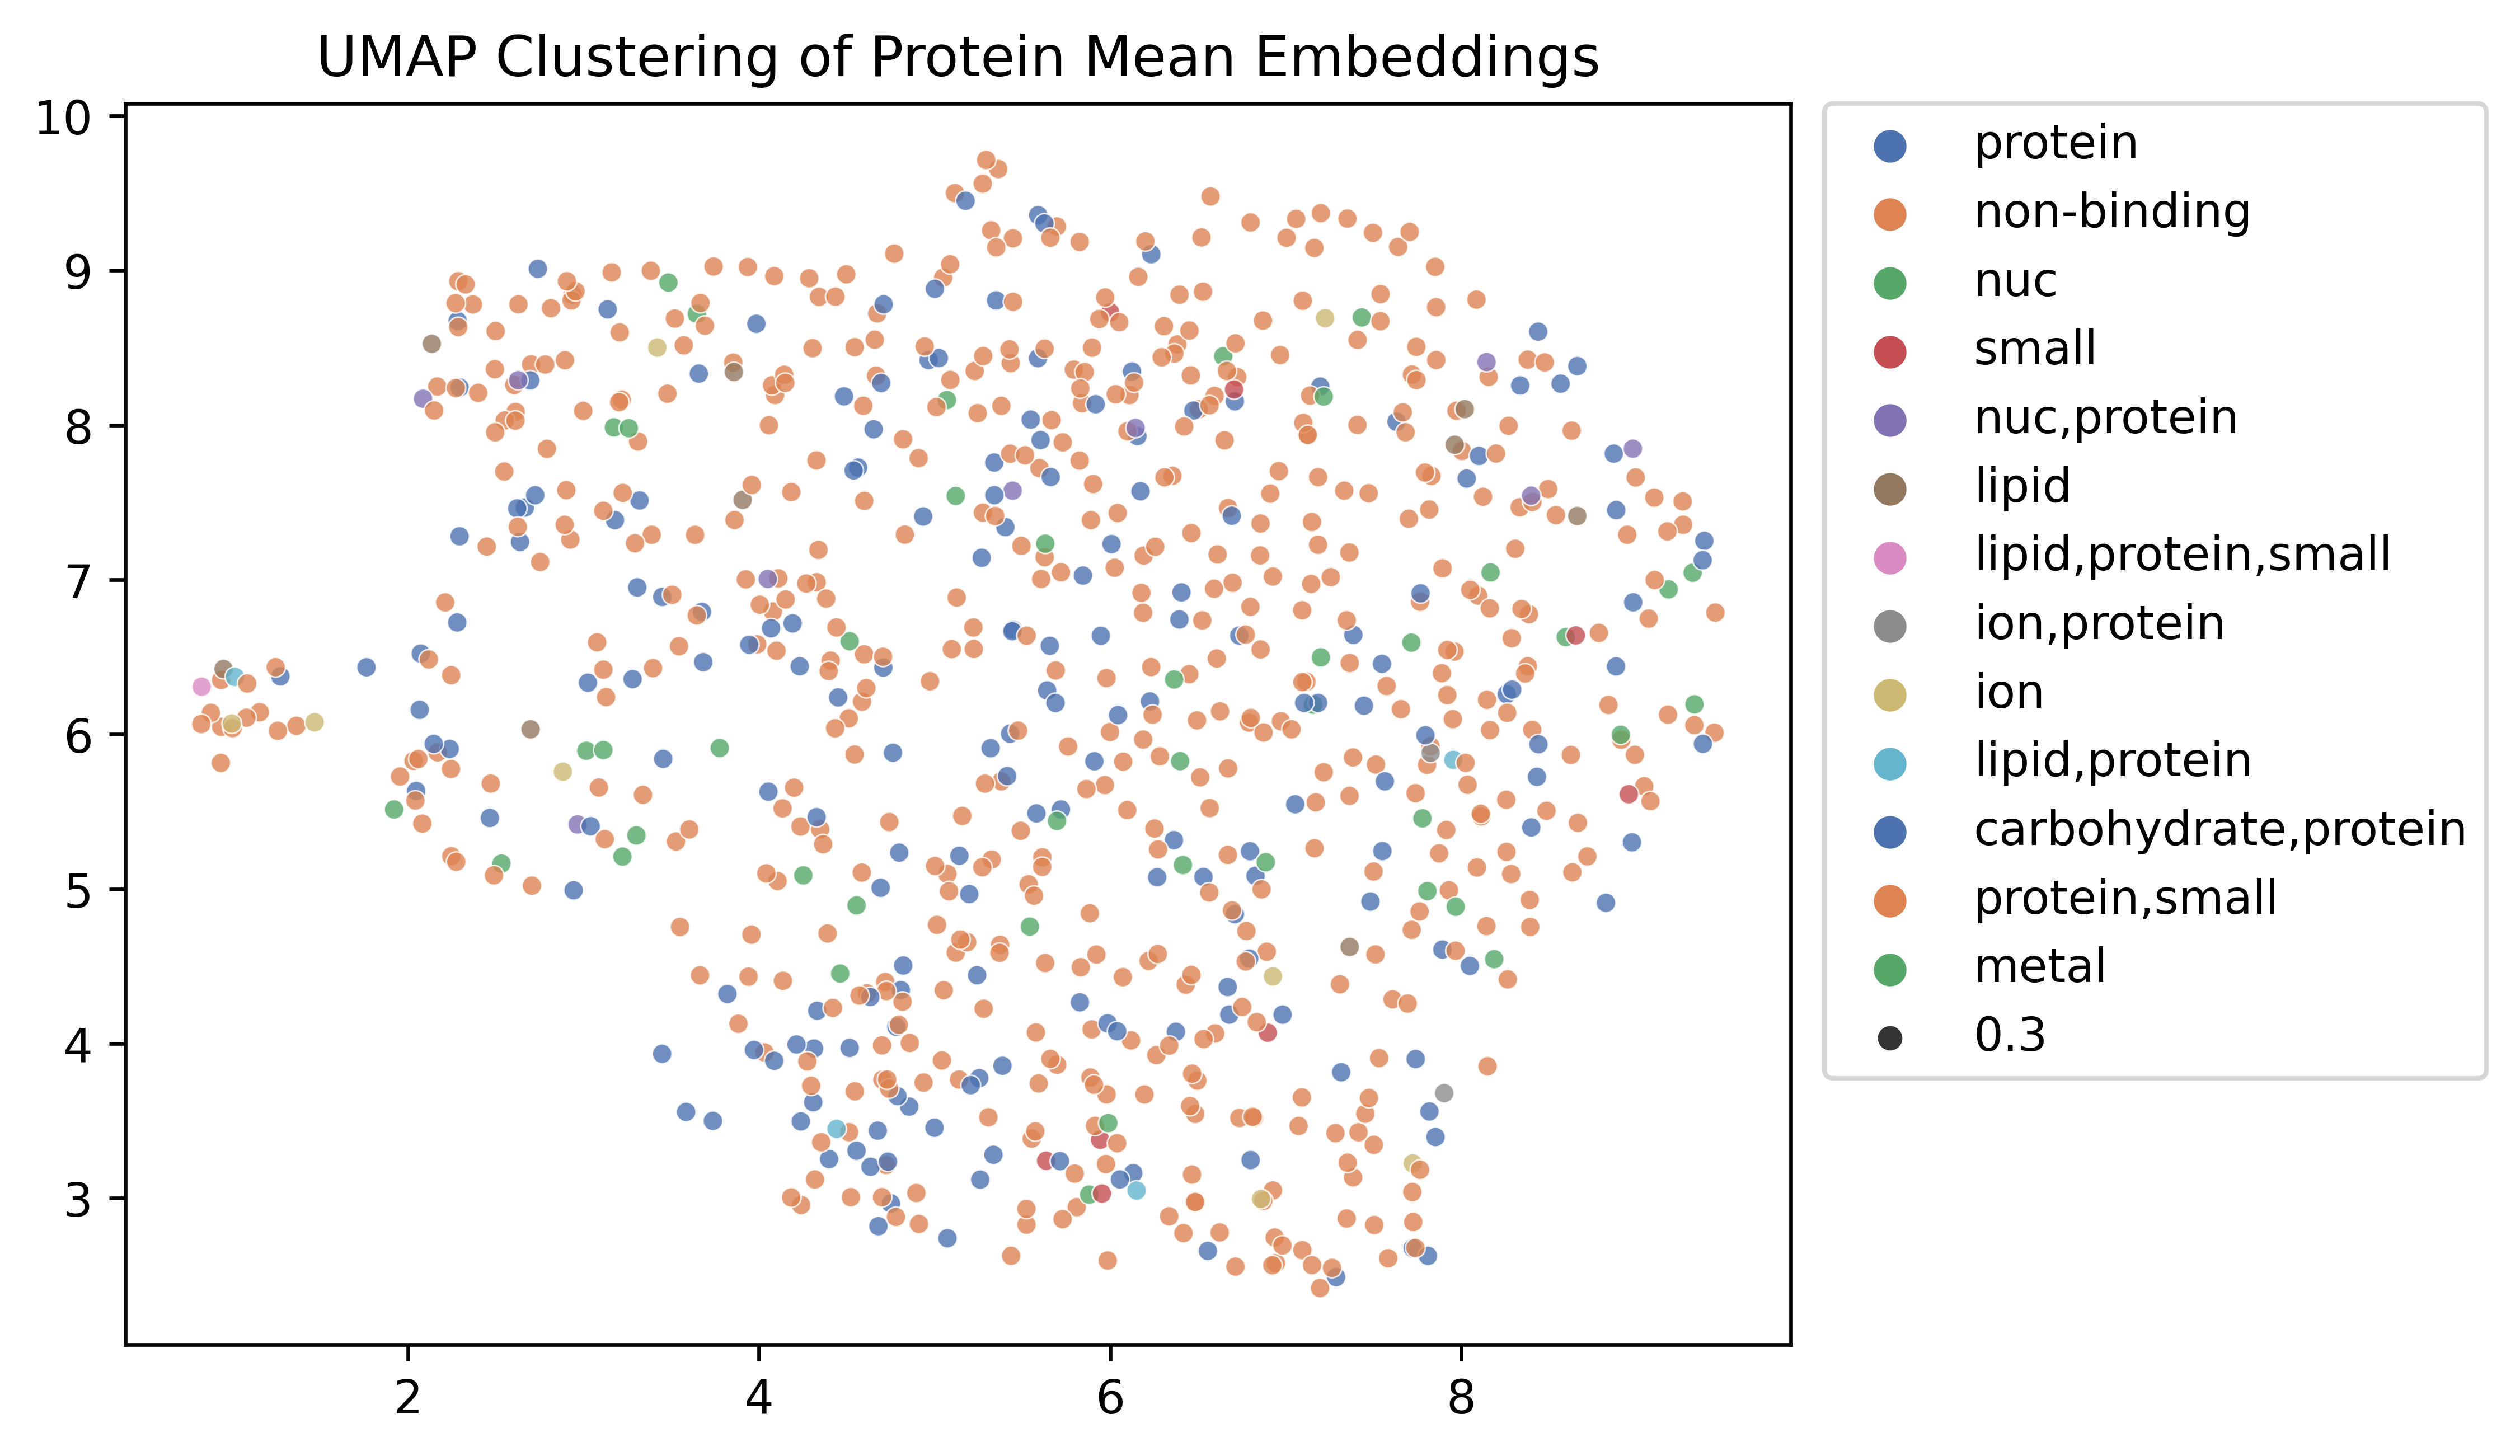 UMAP Clustering of Protein Mean Embeddings
10
9
8
7
6
5
4
3
2
4
6
8
protein
non-binding
nuc
small
nuc,protein
lipid
lipid,protein,small
ion,protein
ion
lipid,protein
carbohydrate,protein
protein,small
metal
0.3